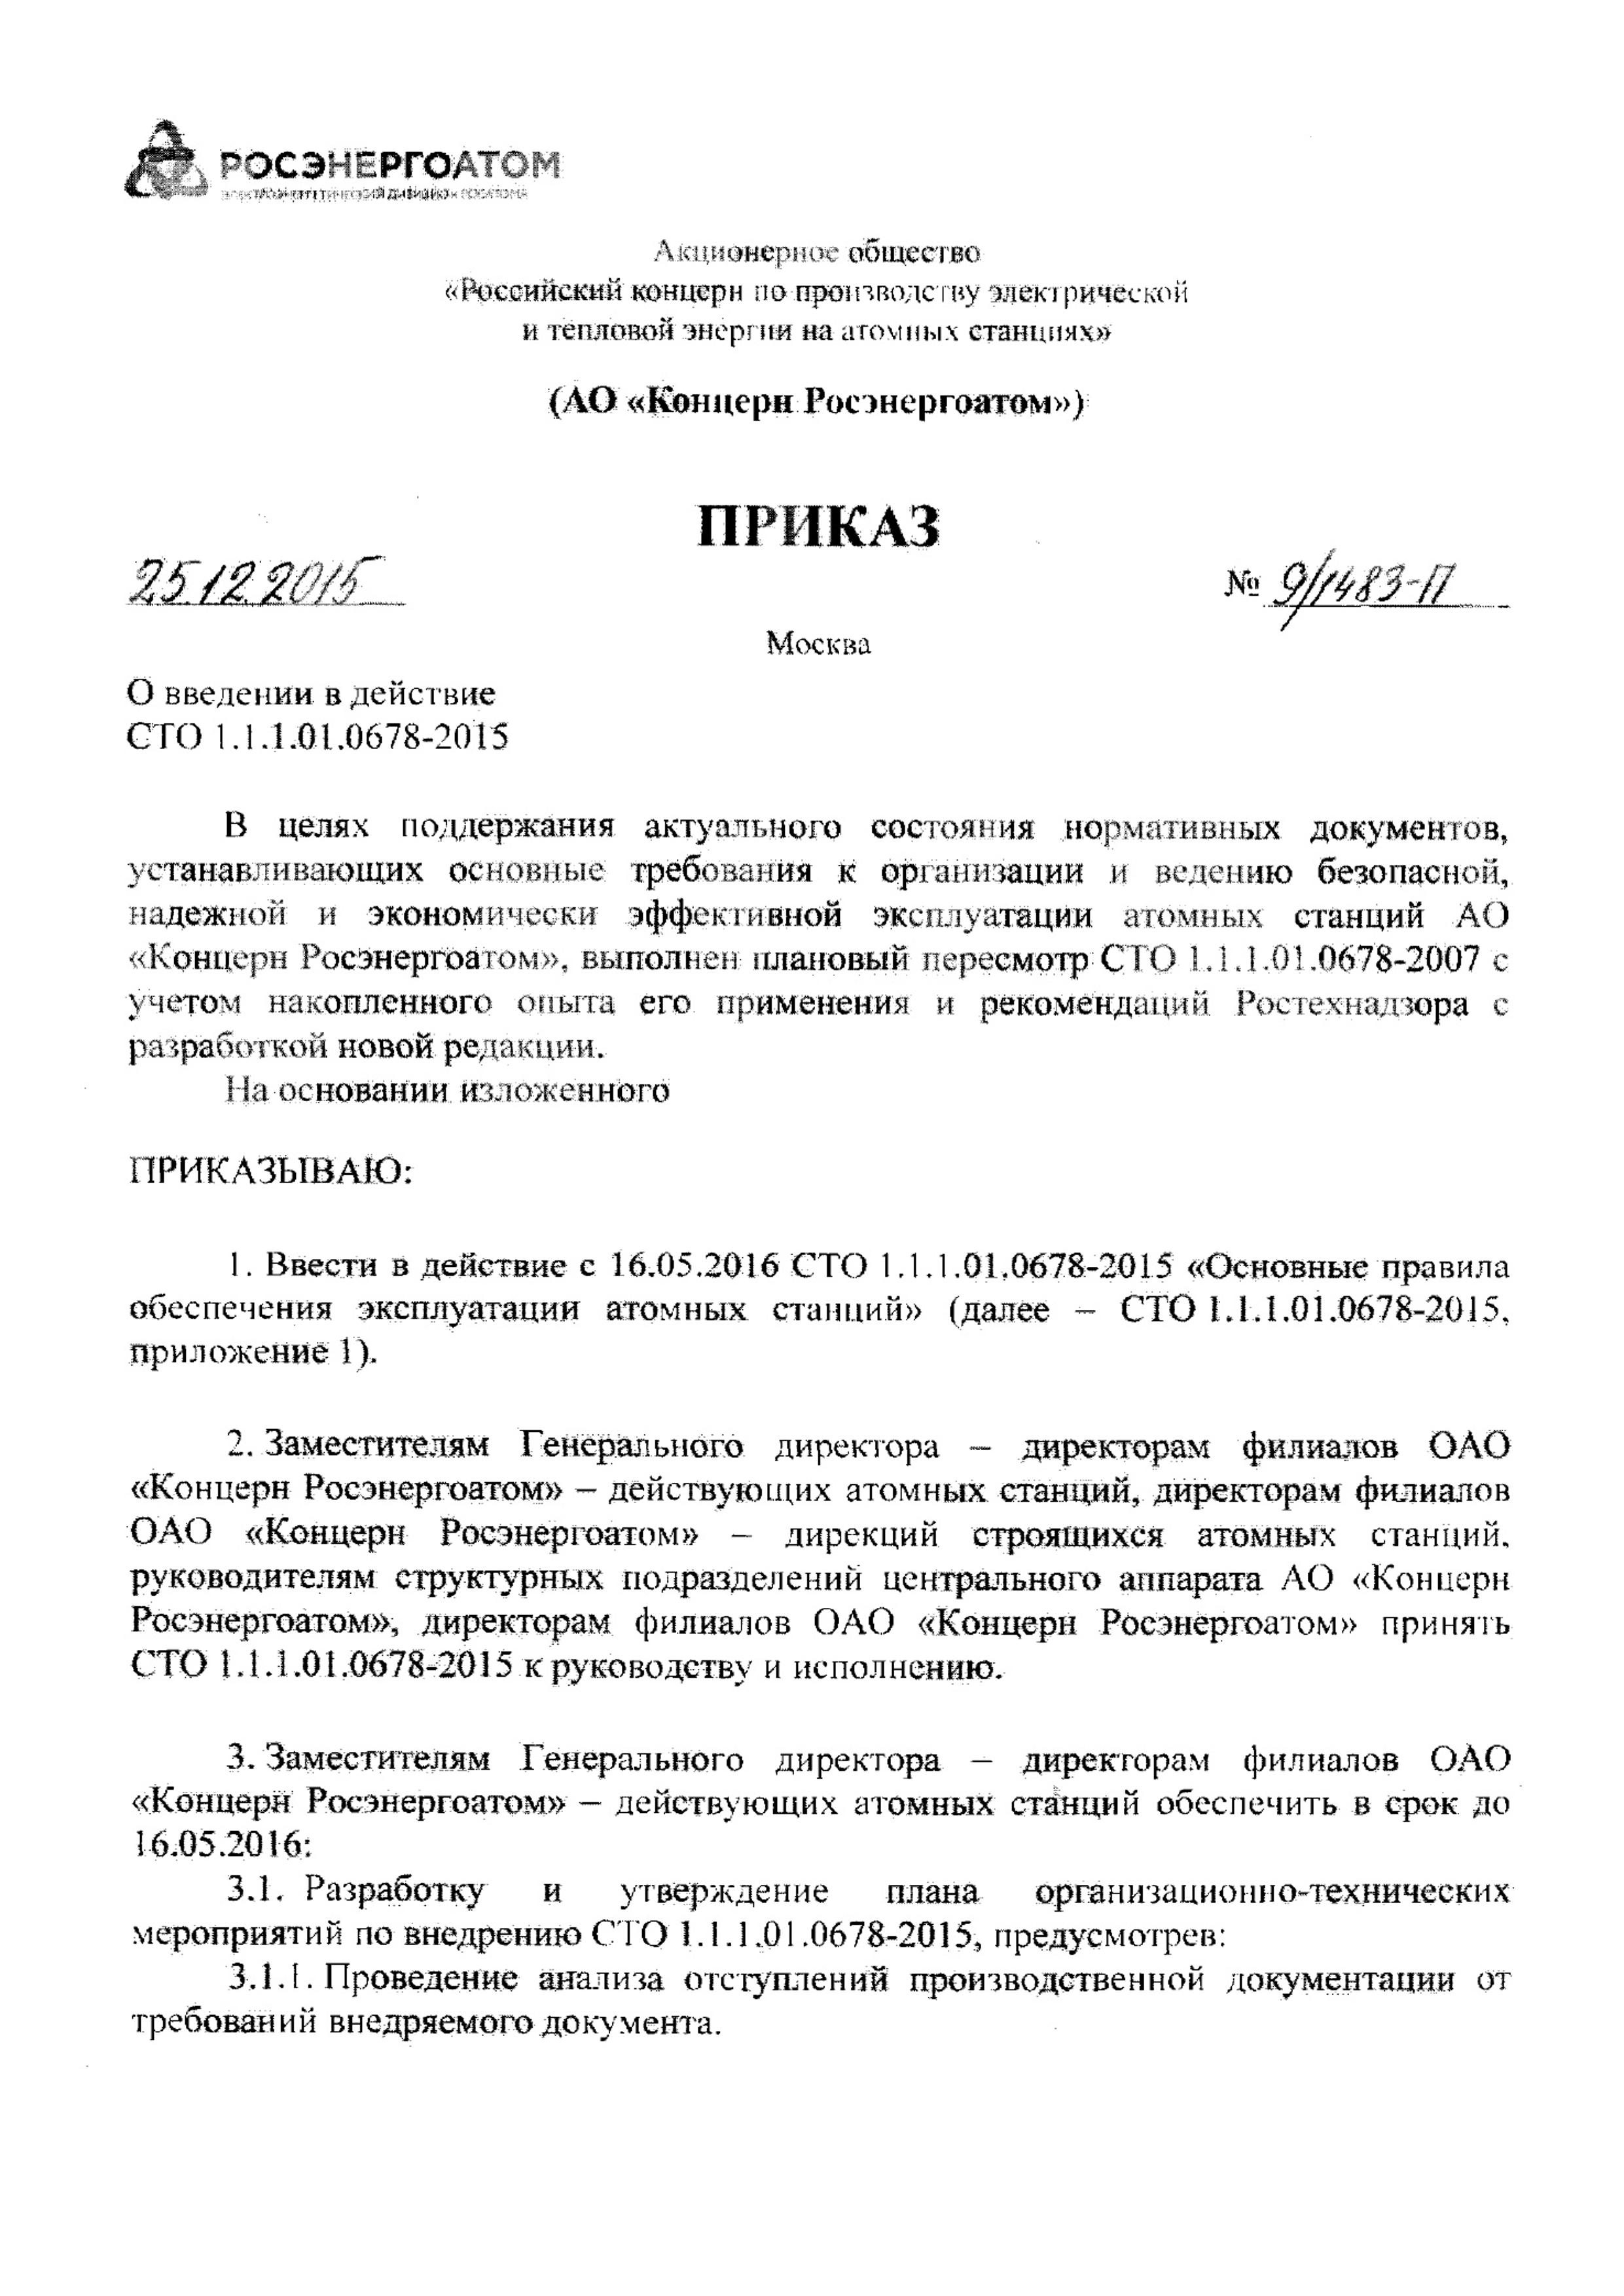 РОСЭНЕРГОАТОМ
ЭЛЕКТРОЭНЕРГЕТИЧЕСКИЙ ДИВИЗИОН РОСАТОМА
Акционерное общество
«Российский концерн по производству электрической
и тепловой энергии на атомных станциях»
(АО «Концерн Росэнергоатом»)
ПРИКАЗ
25.12.2015 № 9/1483-П
Москва
О введении в действие
СТО 1.1.1.01.0678-2015
В целях поддержания актуального состояния нормативных документов,
устанавливающих основные требования к организации и ведению безопасной,
надежной и экономически эффективной эксплуатации атомных станций АО
«Концерн Росэнергоатом», выполнен плановый пересмотр СТО 1.1.1.01.0678-2007 с
учетом накопленного опыта его применения и рекомендаций Ростехнадзора с
разработкой новой редакции.
На основании изложенного
ПРИКАЗЫВАЮ:
1. Ввести в действие с 16.05.2016 СТО 1.1.1.01.0678-2015 «Основные правила
обеспечения эксплуатации атомных станций» (далее – СТО 1.1.1.01.0678-2015,
приложение 1).
2. Заместителям Генерального директора – директорам филиалов ОАО
«Концерн Росэнергоатом» – действующих атомных станций, директорам филиалов
ОАО «Концерн Росэнергоатом» – дирекций строящихся атомных станций,
руководителям структурных подразделений центрального аппарата АО «Концерн
Росэнергоатом», директорам филиалов ОАО «Концерн Росэнергоатом» принять
СТО 1.1.1.01.0678-2015 к руководству и исполнению.
3. Заместителям Генерального директора – директорам филиалов ОАО
«Концерн Росэнергоатом» – действующих атомных станций обеспечить в срок до
16.05.2016:
3.1. Разработку и утверждение плана организационно-технических
мероприятий по внедрению СТО 1.1.1.01.0678-2015, предусмотрев:
3.1.1. Проведение анализа отступлений производственной документации от
требований внедряемого документа.